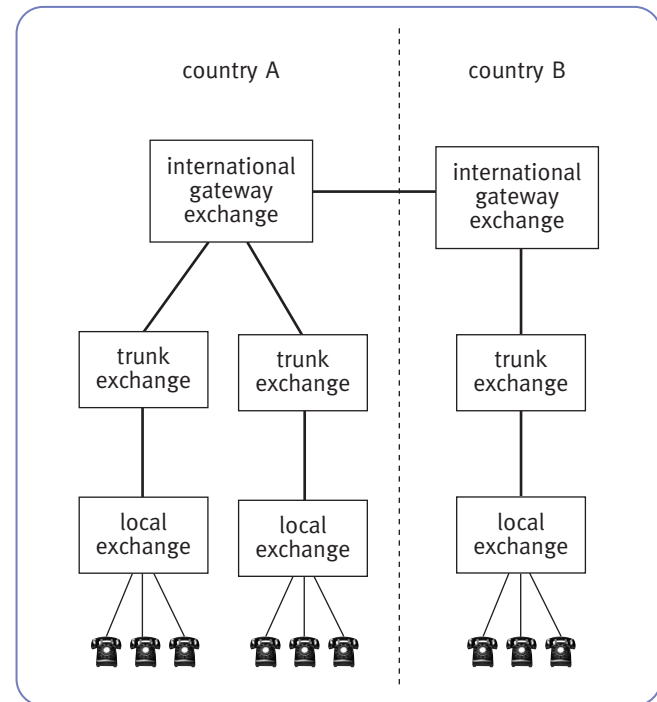 country A
country B
international
gateway
exchange
international
gateway
exchange
trunk
exchange
trunk
exchange
trunk
exchange
local
exchange
local
exchange
local
exchange